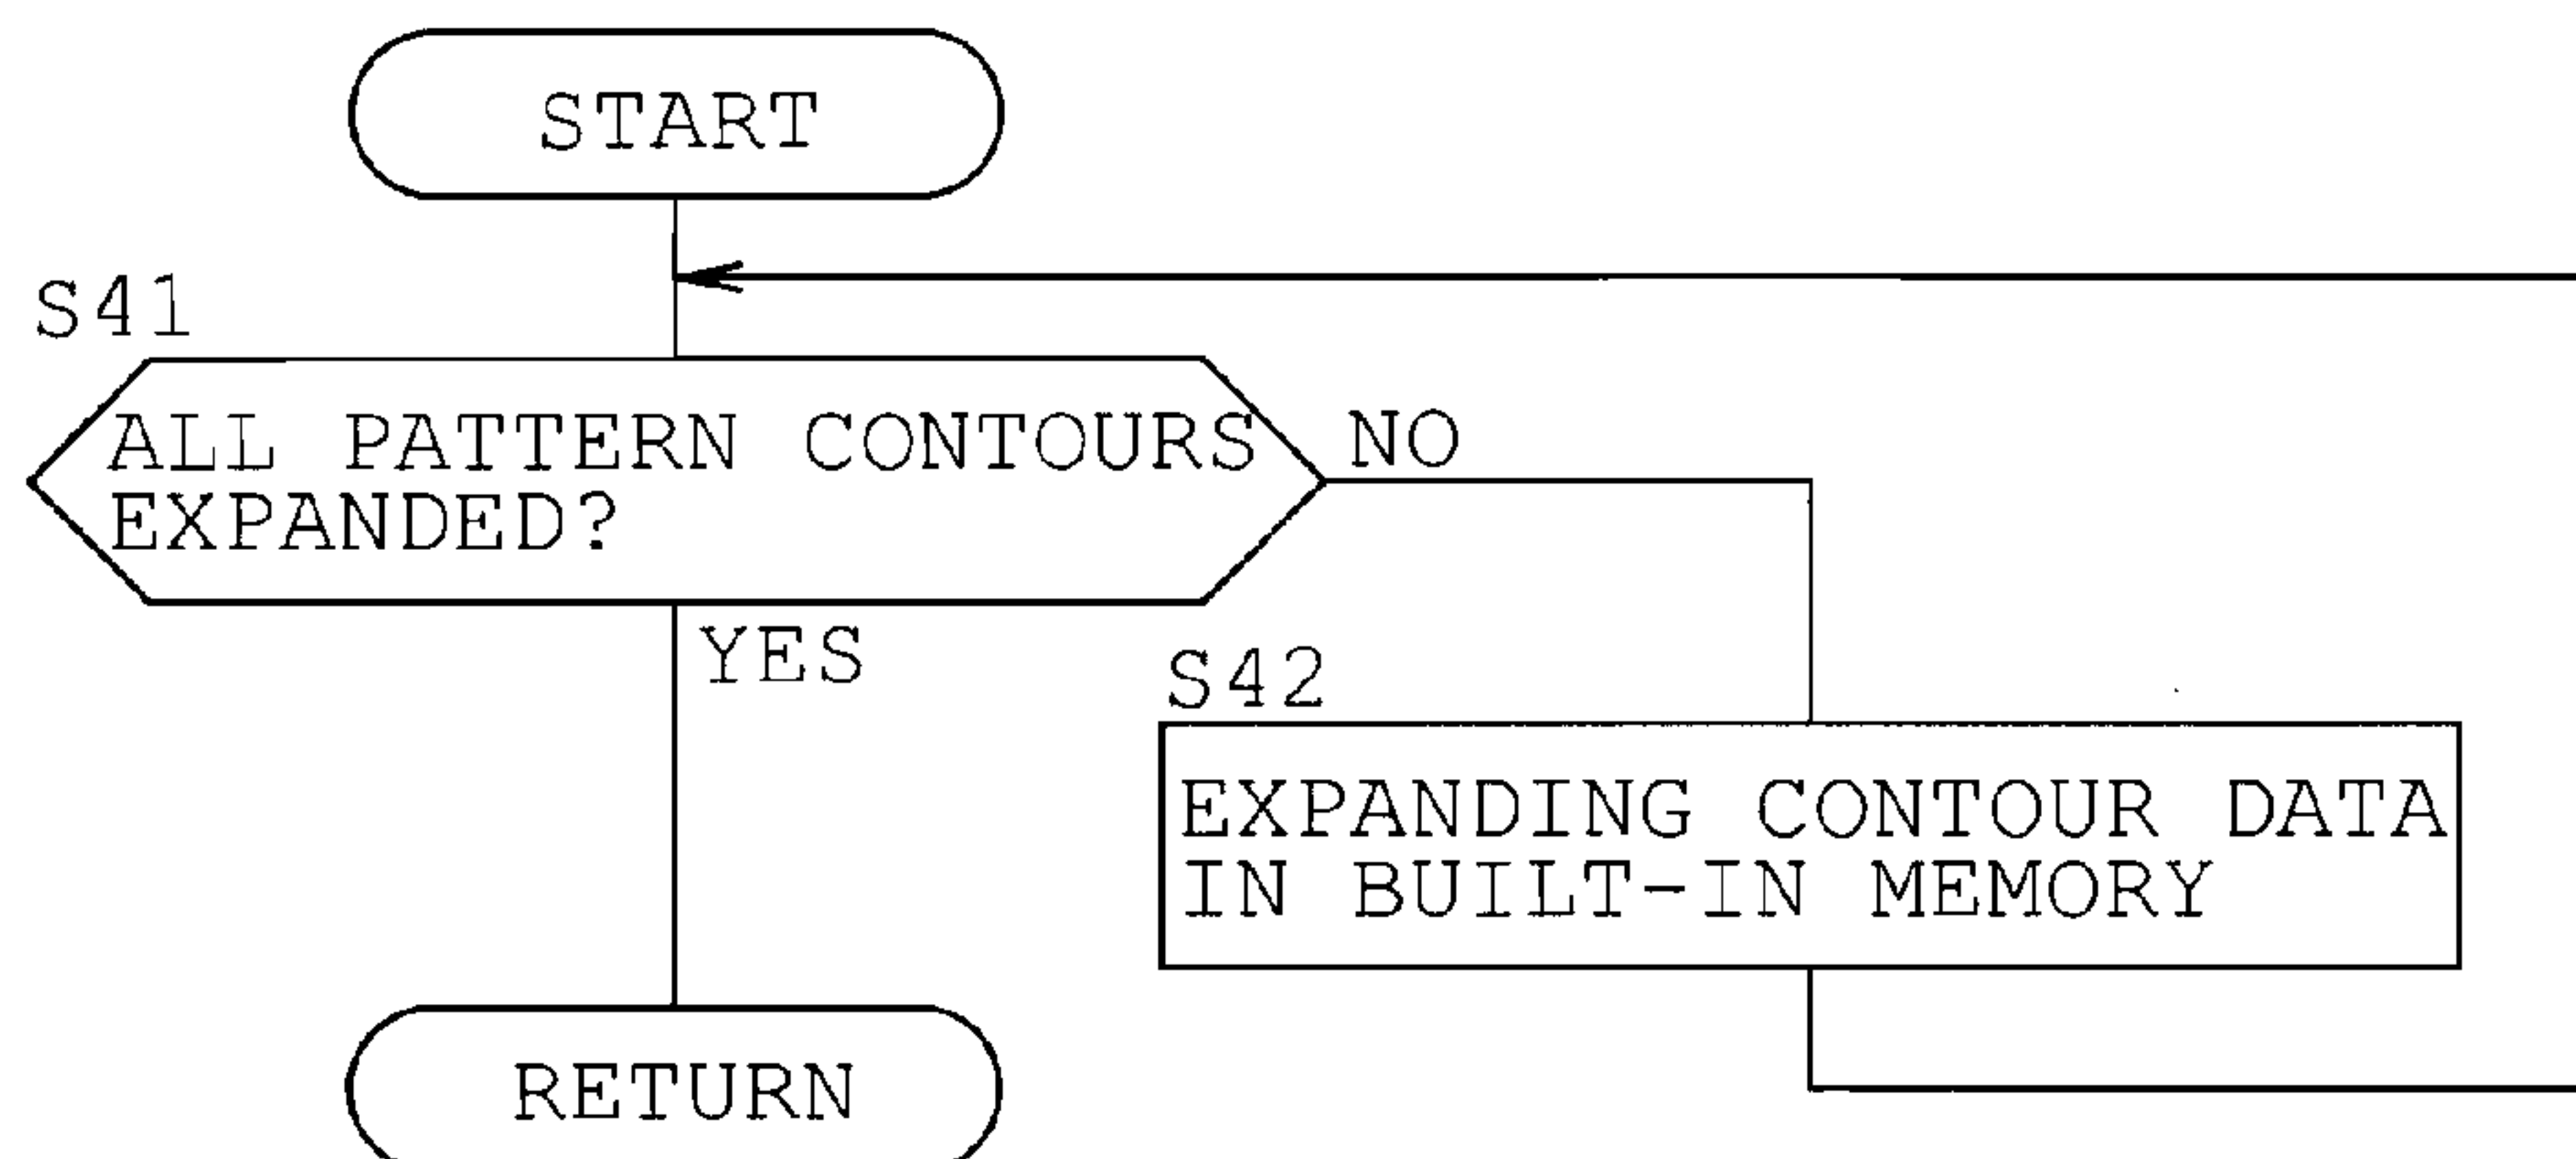 START
S41
ALL PATTERN CONTOURS
EXPANDED?
NO
YES
S42
EXPANDING CONTOUR DATA
IN BUILT-IN MEMORY
RETURN